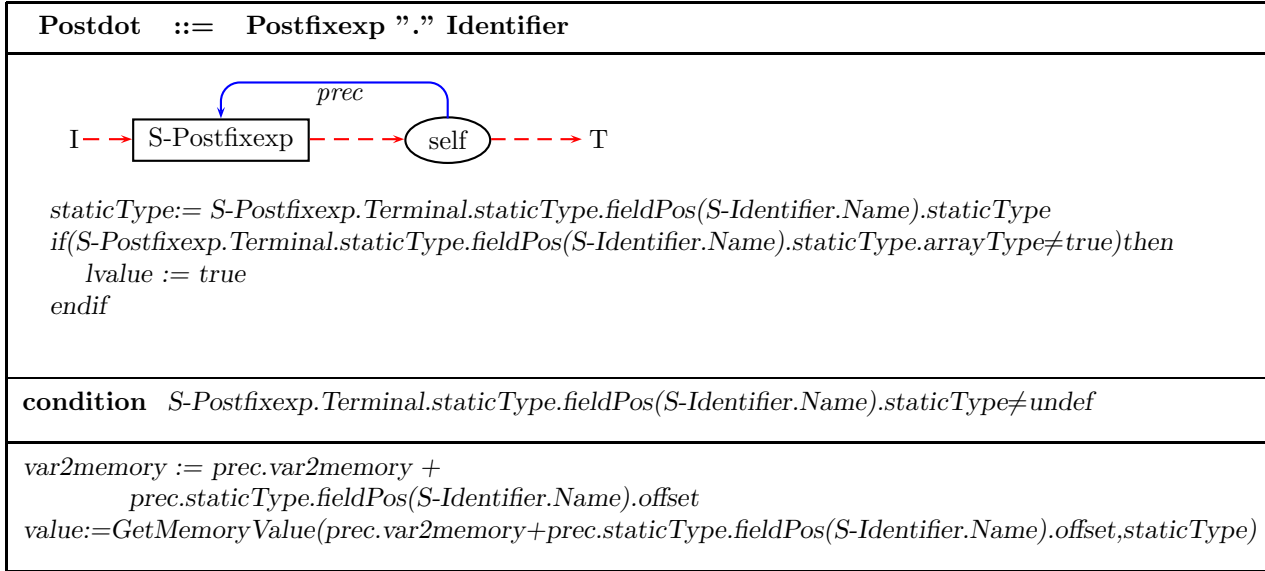 Postdot ::= Postfixexp ”.” Identifier
prec
I S-Postfixexp self T
staticType:= S-Postfixexp.Terminal.staticType.fieldPos(S-Identifier.Name).staticType
if(S-Postfixexp.Terminal.staticType.fieldPos(S-Identifier.Name).staticType.arrayType≠true)then
lvalue := true
endif
condition S-Postfixexp.Terminal.staticType.fieldPos(S-Identifier.Name).staticType≠undef
var2memory := prec.var2memory +
prec.staticType.fieldPos(S-Identifier.Name).offset
value:=GetMemoryValue(prec.var2memory+prec.staticType.fieldPos(S-Identifier.Name).offset,staticType)